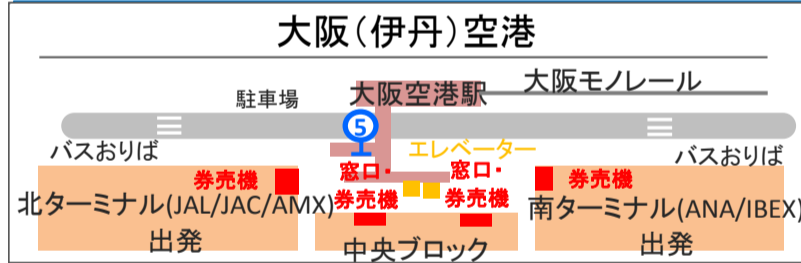 大阪（伊丹）空港
大阪モノレール
駐車場
大阪空港駅
⑤
バスおりば
エレベーター
バスおりば
券売機
窓口・
券売機
窓口・
券売機
券売機
北ターミナル(JAL/JAC/AMX)
出発
中央ブロック
南ターミナル(ANA/IBEX)
出発